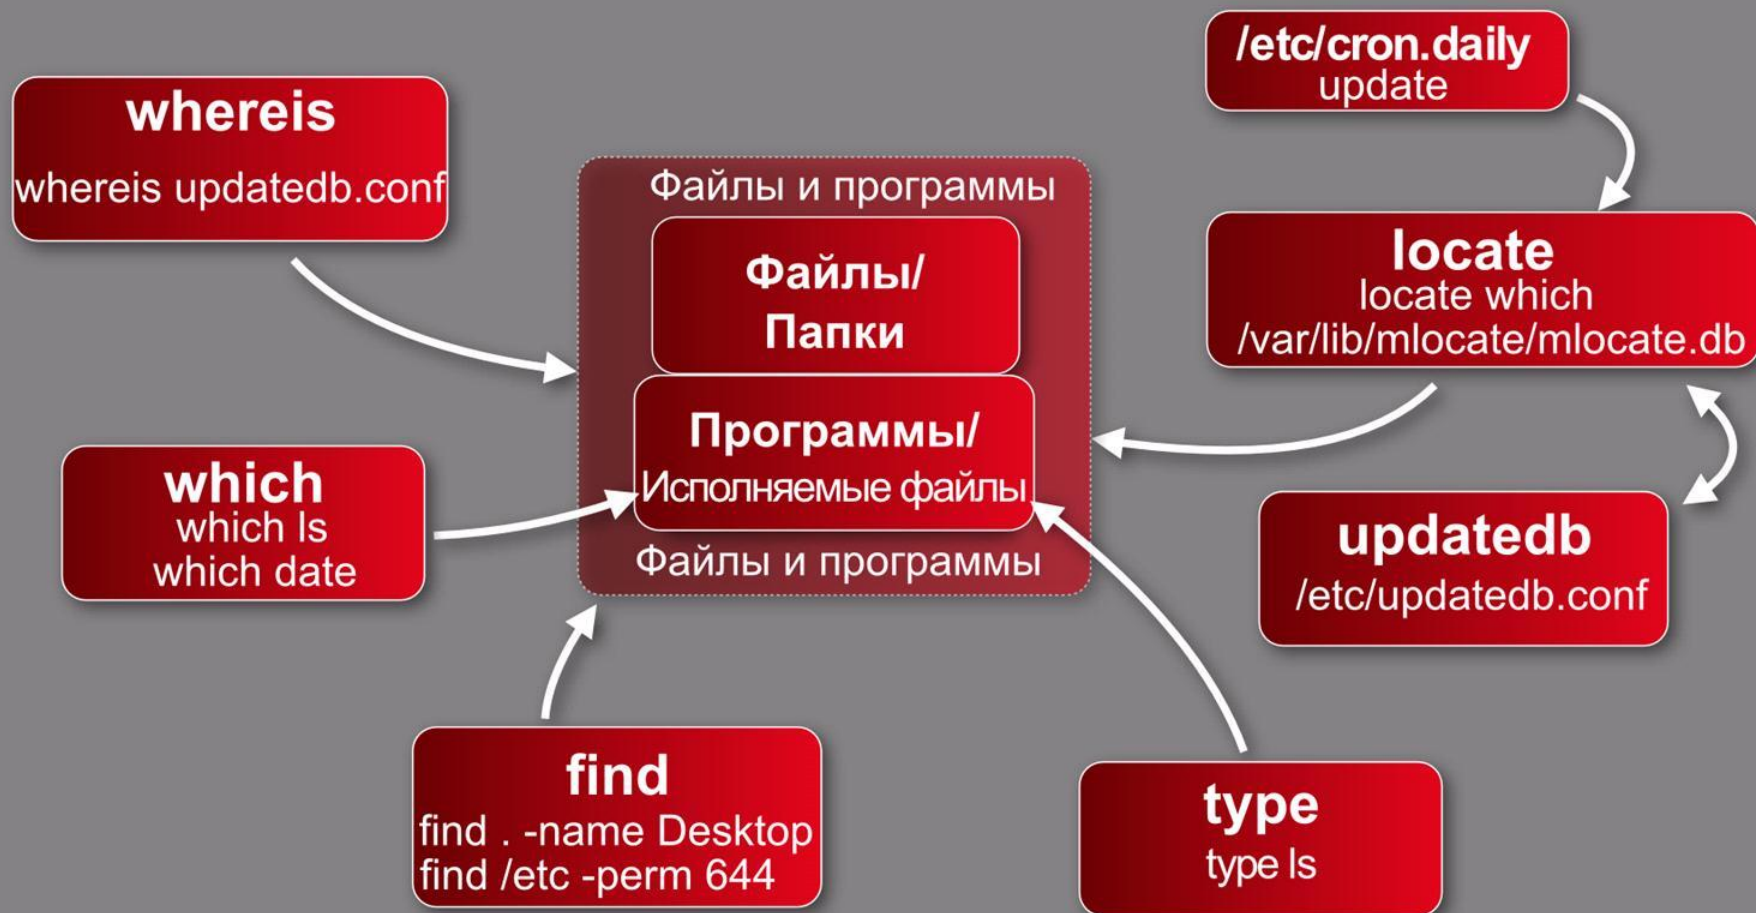 /etc/cron.daily
update
whereis
whereis updatedb.conf
Файлы и программы
Файлы/
Папки
Программы/
Исполняемые файлы
Файлы и программы
locate
locate which
/var/lib/mlocate/mlocate.db
which
which ls
which date
updatedb
/etc/updatedb.conf
find
find . -name Desktop
find /etc -perm 644
type
type ls